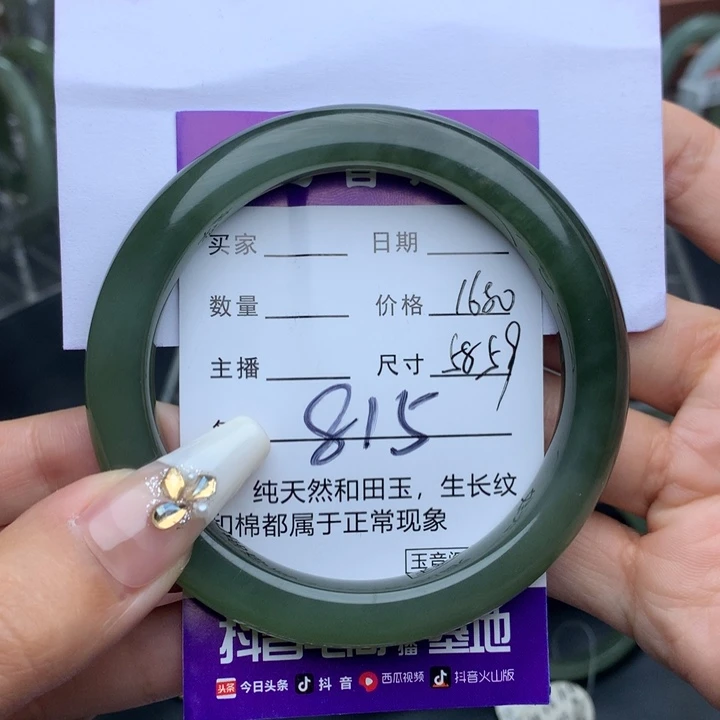 买家
日期
数量
价格 1680
主播
尺寸 5859
815
纯天然和田玉，生长纹
和棉都属于正常现象
今日头条 抖音 西瓜视频 抖音火山版